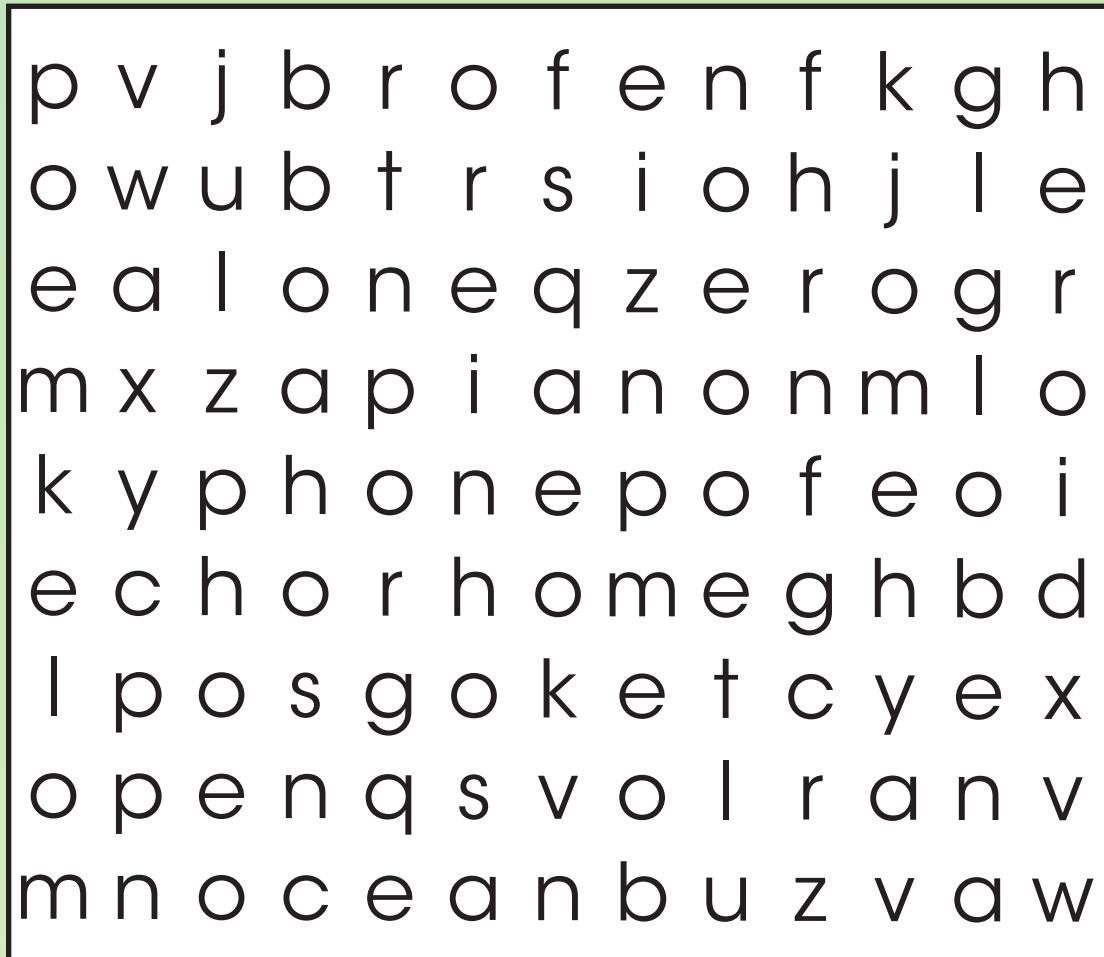 p v j b r o f e n f k g h
o w u b t r s i o h j l e
e a l o n e q z e r o g r
m x z a p i a n o n m l o
k y p h o n e p o f e o i
e c h o r h o m e g h b d
l p o s g o k e t c y e x
o p e n q s v o l r a n v
m n o c e a n b u z v a w